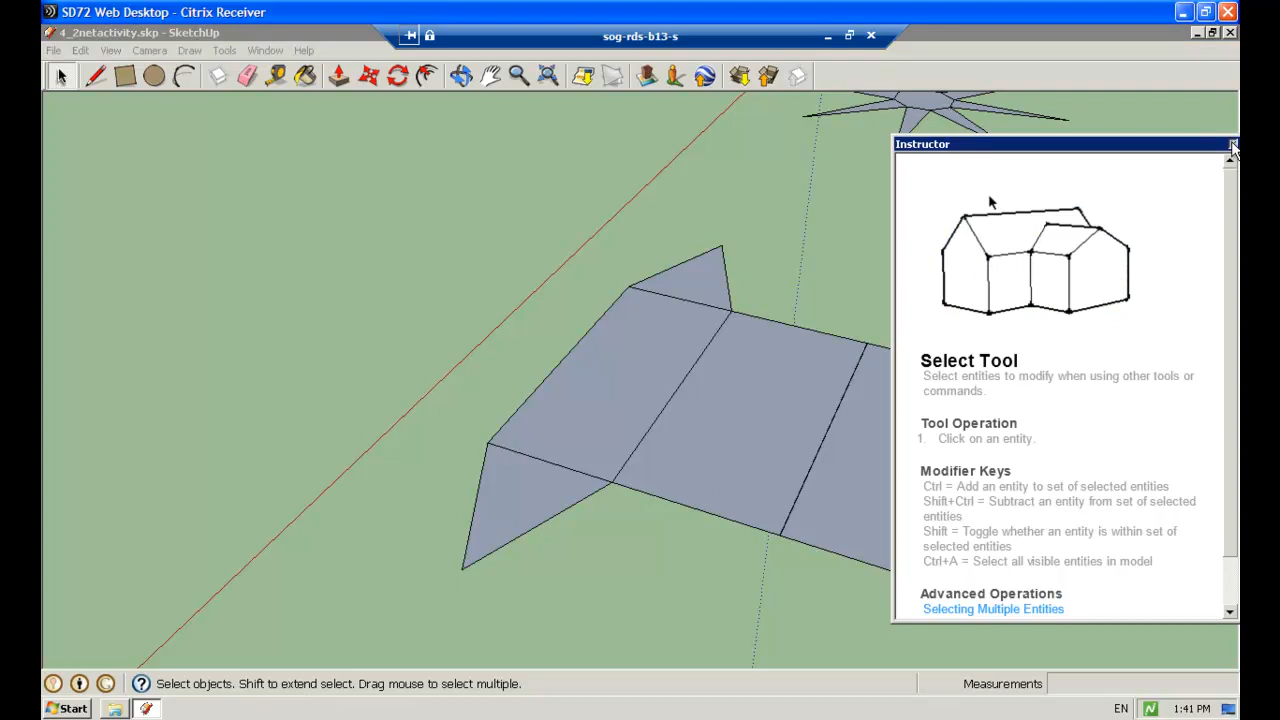 SD72 Web Desktop - Citrix Receiver
4_2netactivity.skp - SketchUp
sog-rds-b13-s
File Edit View Camera Draw Tools Window Help
Instructor
Select Tool
Select entities to modify when using other tools or
commands.
Tool Operation
1. Click on an entity.
Modifier Keys
Ctrl = Add an entity to set of selected entities
Shift+Ctrl = Subtract an entity from set of selected
entities
Shift = Toggle whether an entity is within set of
selected entities
Ctrl+A = Select all visible entities in model
Advanced Operations
Selecting Multiple Entities
Select objects. Shift to extend select. Drag mouse to select multiple.
Measurements
Start
EN
1:41 PM